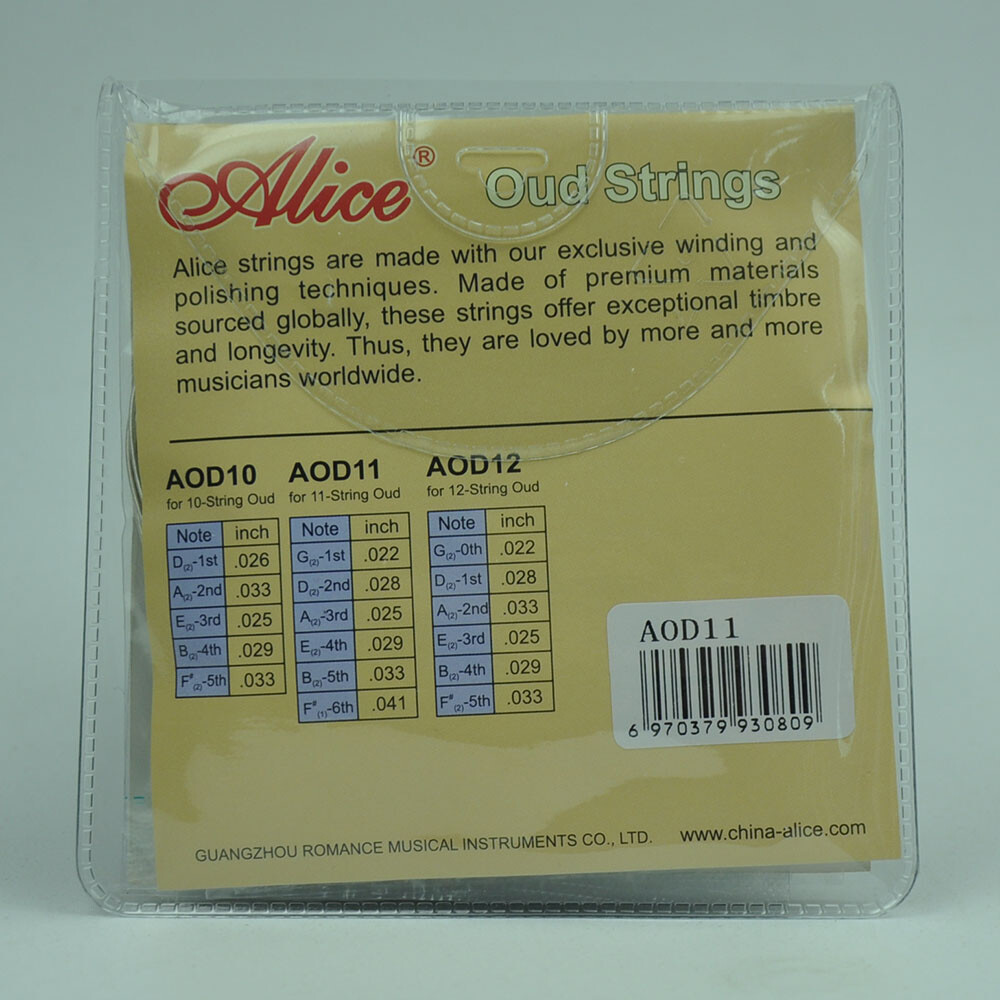 Alice®
Oud Strings
Alice strings are made with our exclusive winding and
polishing techniques. Made of premium materials
sourced globally, these strings offer exceptional timbre
and longevity. Thus, they are loved by more and more
musicians worldwide.
AOD10
for 10-String Oud
Note inch
D(2)-1st .026
A(2)-2nd .033
E(2)-3rd .025
B(2)-4th .029
F#(2)-5th .033
AOD11
for 11-String Oud
Note inch
G(2)-1st .022
D(2)-2nd .028
A(2)-3rd .025
E(2)-4th .029
B(2)-5th .033
F#(1)-6th .041
AOD12
for 12-String Oud
Note inch
G(2)-0th .022
D(2)-1st .028
A(2)-2nd .033
E(2)-3rd .025
B(2)-4th .029
F#(2)-5th .033
AOD11
6 970379 930809
GUANGZHOU ROMANCE MUSICAL INSTRUMENTS CO., LTD.
www.china-alice.com